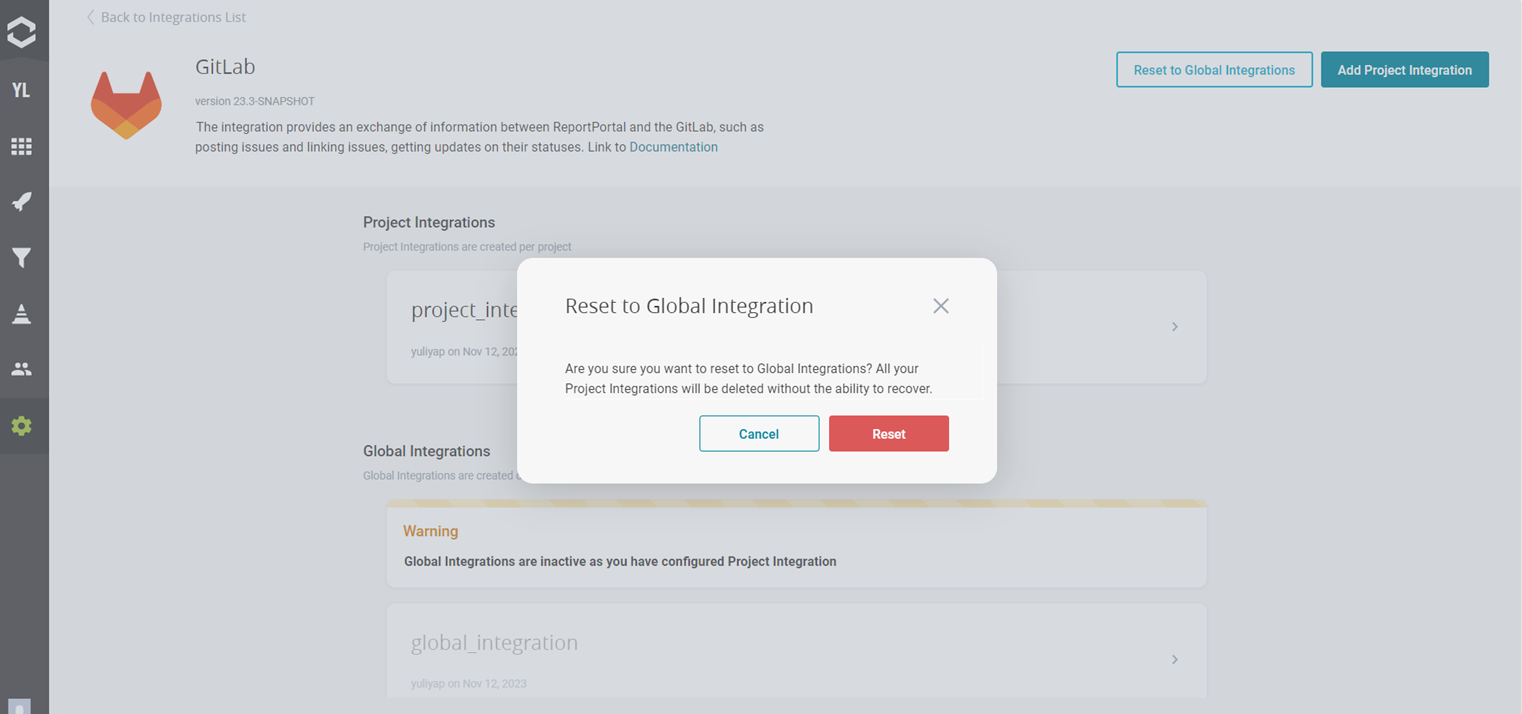 Back to Integrations List
GitLab
version 23.3-SNAPSHOT
The integration provides an exchange of information between ReportPortal and the GitLab, such as
posting issues and linking issues, getting updates on their statuses. Link to Documentation
Reset to Global Integrations
Add Project Integration
YL
Project Integrations
Project Integrations are created per project
project_inte
yuliyap on Nov 12, 202
Reset to Global Integration
Are you sure you want to reset to Global Integrations? All your
Project Integrations will be deleted without the ability to recover.
Cancel
Reset
Global Integrations
Global Integrations are created
Warning
Global Integrations are inactive as you have configured Project Integration
global_integration
yuliyap on Nov 12, 2023